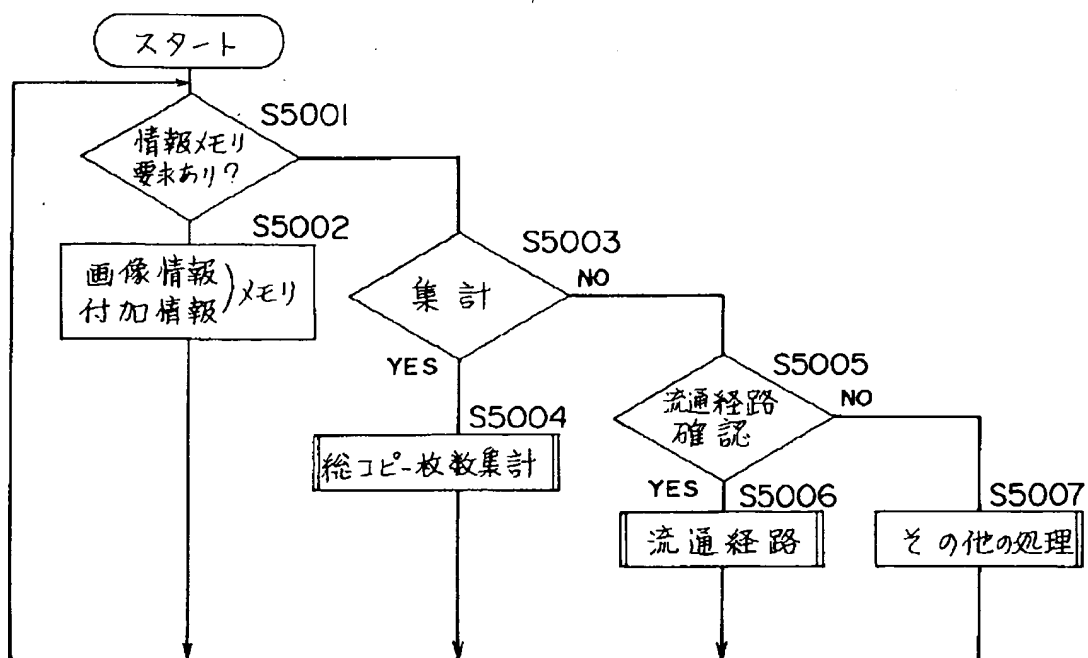 スタート
S5001
情報メモリ
要求あり?
S5002
画像情報
付加情報
)メモリ
S5003
集計
NO
YES
S5004
総コピー枚数集計
S5005
流通経路
確認
NO
YES
S5006
流通経路
S5007
その他の処理